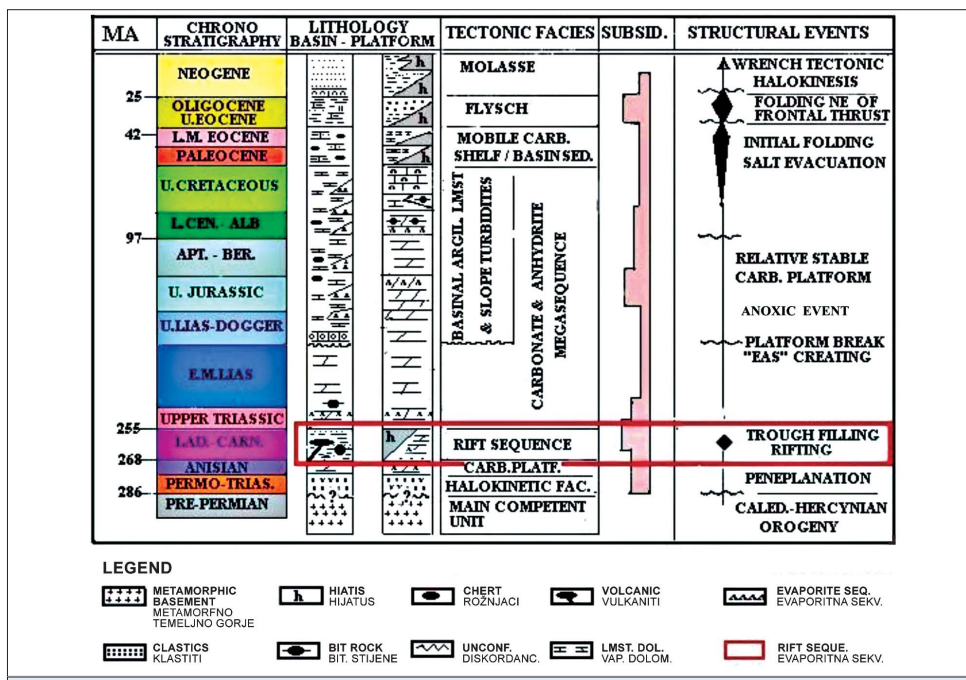 MA
CHRONO
STRATIGRAPHY
LITHOLOGY
BASIN - PLATFORM
TECTONIC FACIES
SUBSID.
STRUCTURAL EVENTS
NEOGENE
h
h
MOLASSE
WRENCH TECTONIC
HALOKINESIS
25
OLIGOCENE
U.EOCENE
FLYSCH
FOLDING NE OF
FRONTAL THRUST
42
L.M. EOCENE
PALEOCENE
h
MOBILE CARB.
SHELF / BASIN SED.
INITIAL FOLDING
SALT EVACUATION
U.CRETACEOUS
L.CEN.- ALB
97
APT. - BER.
U. JURASSIC
U.LIAS-DOGGER
E.M.LIAS
BASINAL ARGIL. LMST
& SLOPE TURBIDITES
CARBONATE & ANHYDRITE
MEGASEQUENCE
RELATIVE STABLE
CARB. PLATFORM
ANOXIC EVENT
PLATFORM BREAK
"EAS" CREATING
UPPER TRIASSIC
255
LAD.- CARN.
h
RIFT SEQUENCE
TROUGH FILLING
RIFTING
268
ANISIAN
CARB.PLATF.
PERMO-TRIAS.
HALOKINETIC FAC.
PENEPLANATION
286
? ?
PRE-PERMIAN
MAIN COMPETENT
UNIT
CALED.-HERCYNIAN
OROGENY
LEGEND
METAMORPHIC
BASEMENT
METAMORFNO
TEMELJNO GORJE
h
HIATIS
HIJATUS
CHERT
ROŽNJACI
VOLCANIC
VULKANITI
EVAPORITE SEQ.
EVAPORITNA SEKV.
CLASTICS
KLASTITI
BIT ROCK
BIT. STIJENE
UNCONF.
DISKORDANC.
LMST. DOL.
VAP. DOLOM.
RIFT SEQUE.
EVAPORITNA SEKV.